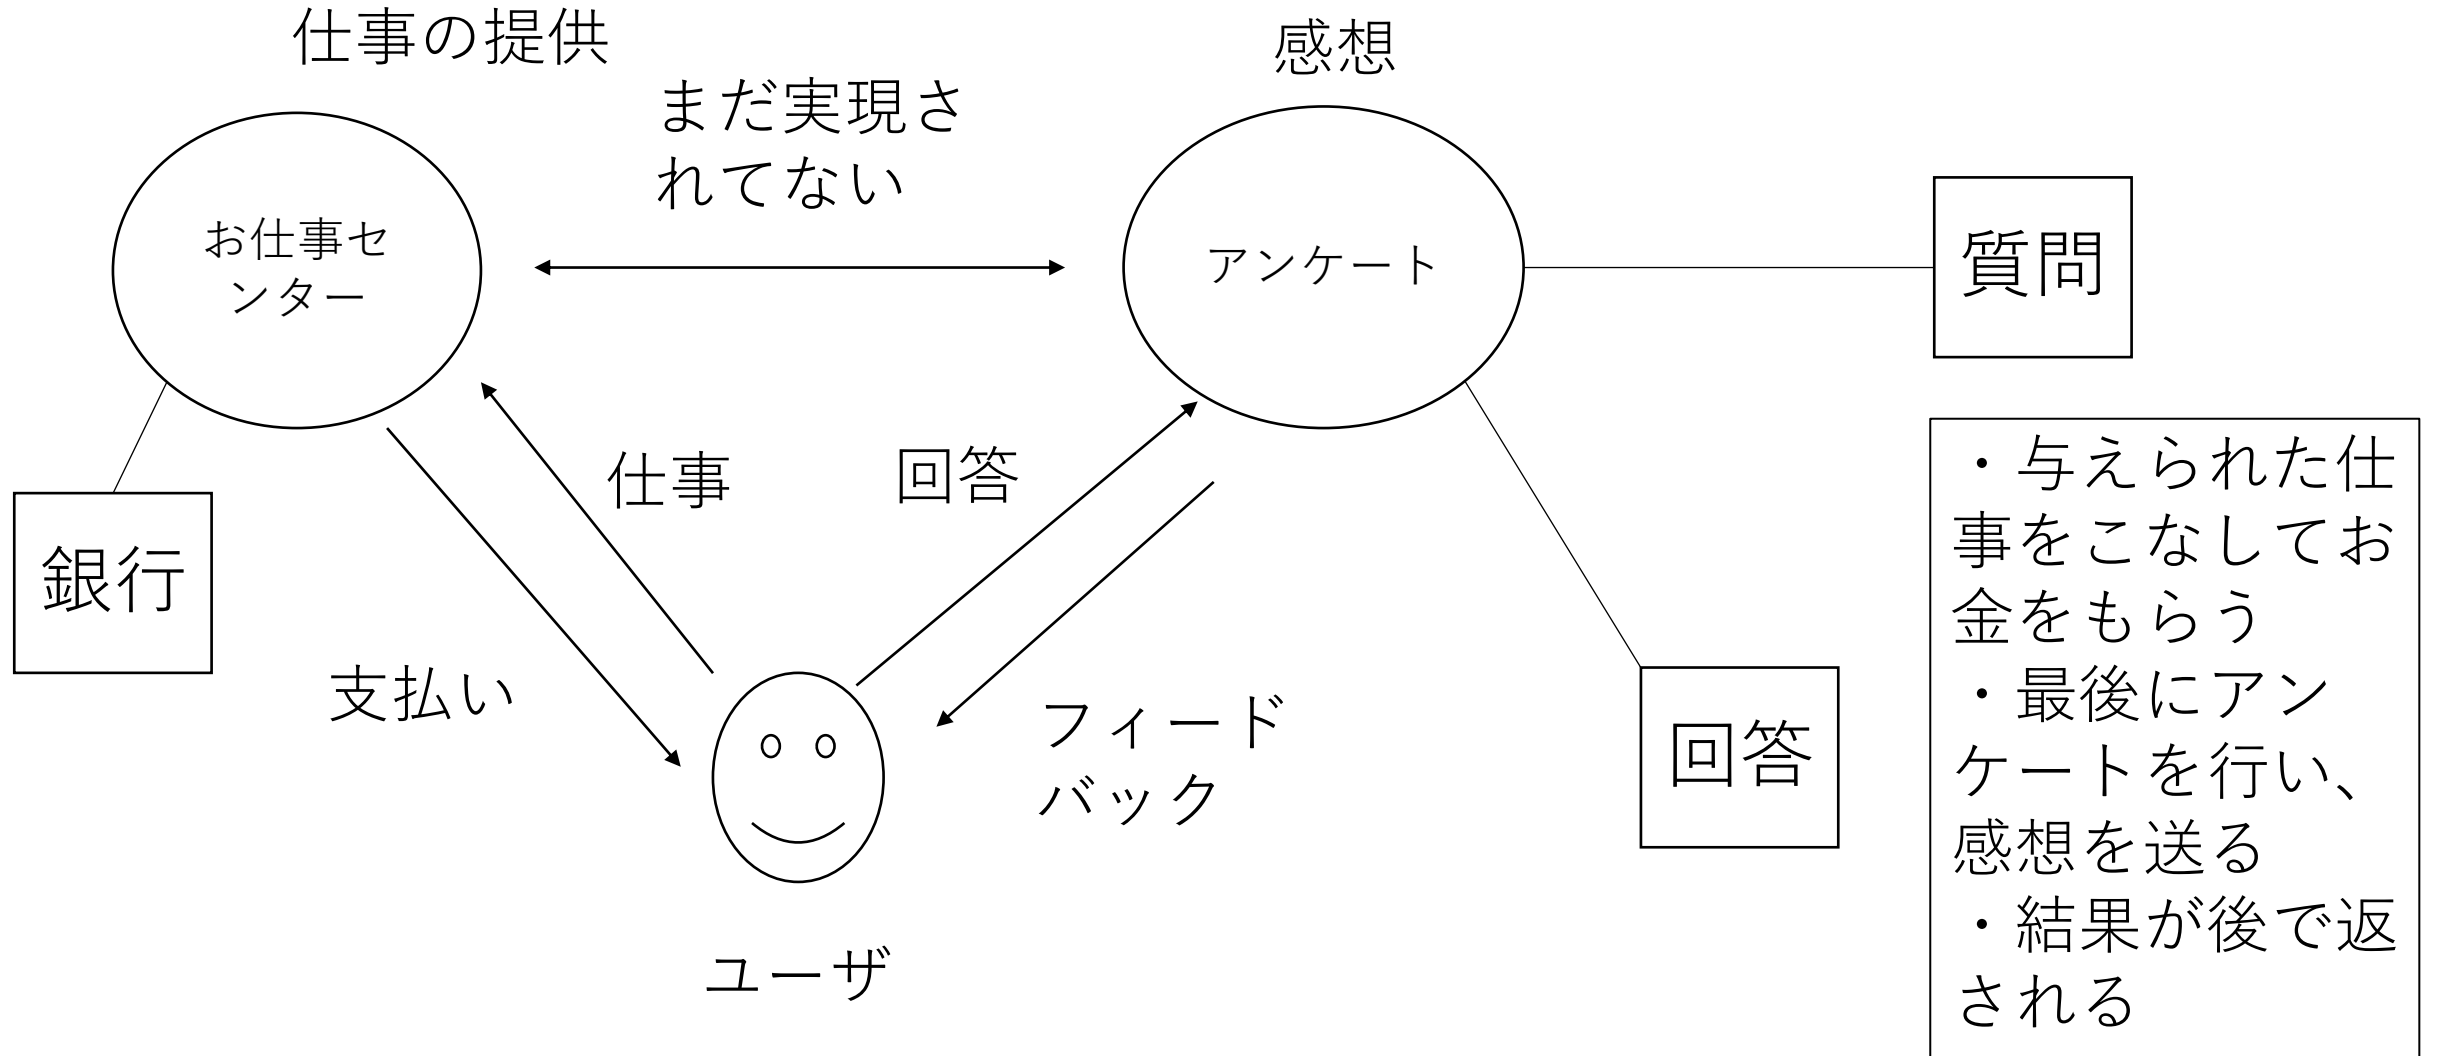 仕事の提供
感想
まだ実現さ
れてない
お仕事セ
ンター
アンケート
質問
仕事
回答
銀行
支払い
フィード
バック
回答
ユーザ
・与えられた仕
事をこなしてお
金をもらう
・最後にアン
ケートを行い、
感想を送る
・結果が後で返
される